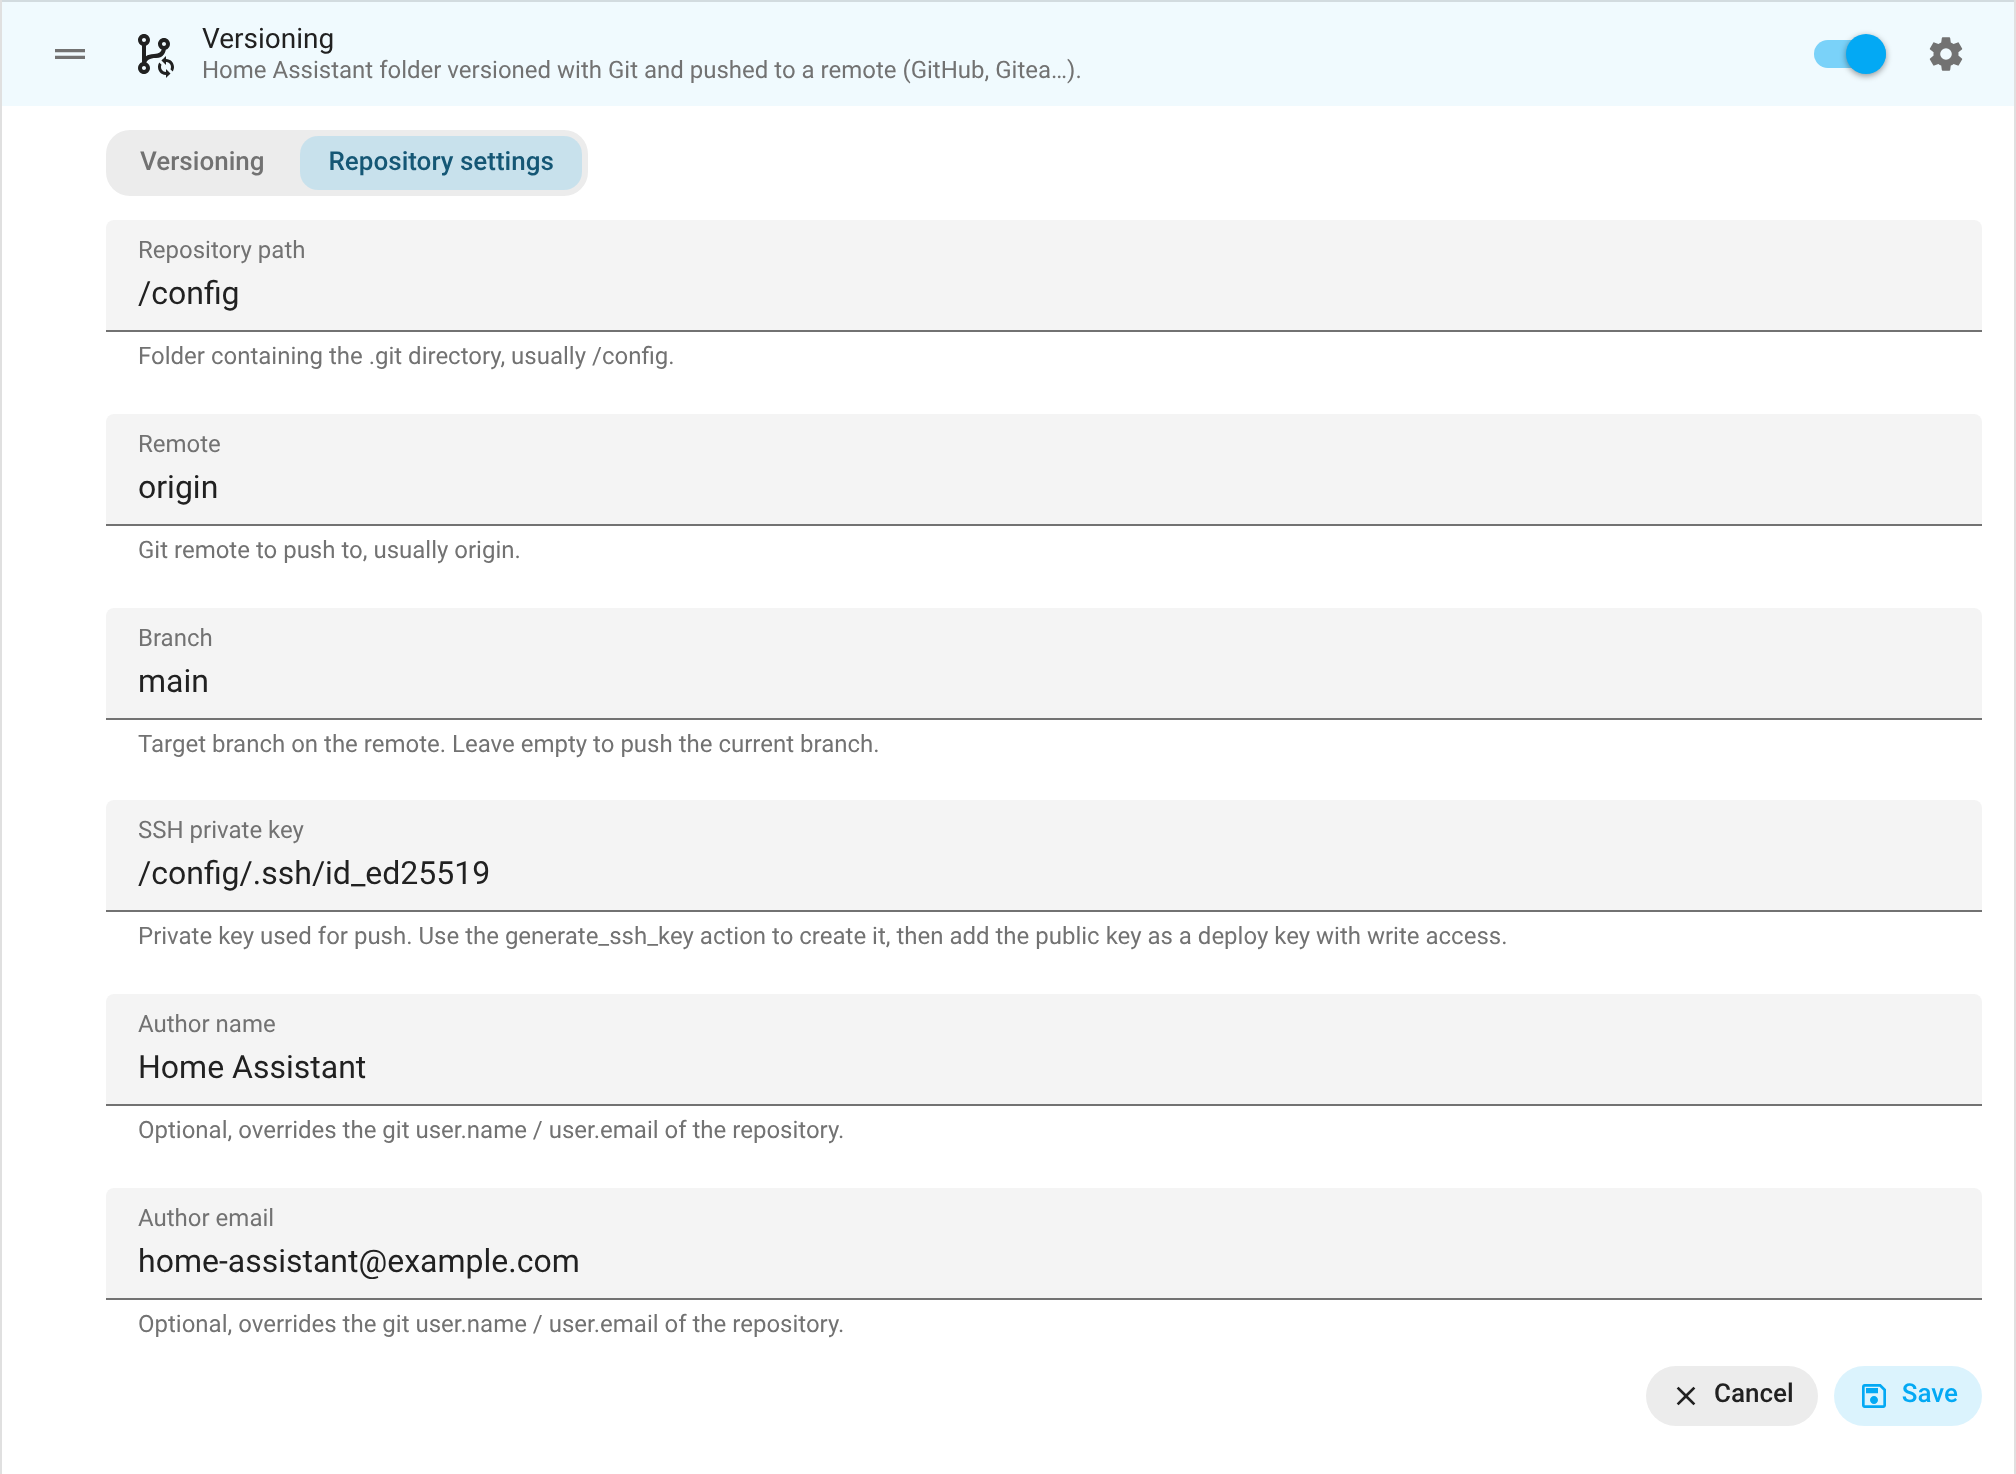 Versioning
Home Assistant folder versioned with Git and pushed to a remote (GitHub, Gitea...).
Versioning
Repository settings
Repository path
/config
Folder containing the .git directory, usually /config.
Remote
origin
Git remote to push to, usually origin.
Branch
main
Target branch on the remote. Leave empty to push the current branch.
SSH private key
/config/.ssh/id_ed25519
Private key used for push. Use the generate_ssh_key action to create it, then add the public key as a deploy key with write access.
Author name
Home Assistant
Optional, overrides the git user.name / user.email of the repository.
Author email
home-assistant@example.com
Optional, overrides the git user.name / user.email of the repository.
Cancel
Save